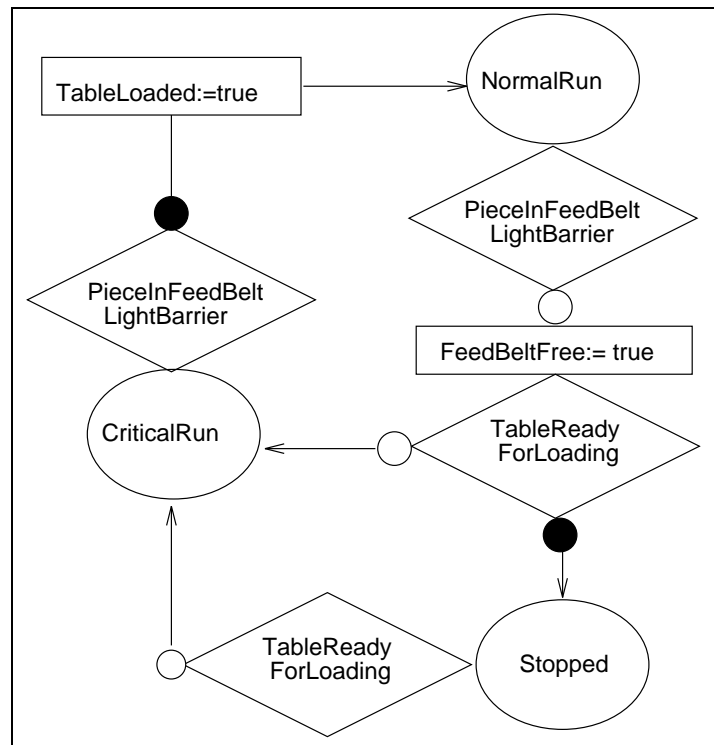 TableLoaded:=true
NormalRun
PieceInFeedBelt
LightBarrier
PieceInFeedBelt
LightBarrier
FeedBeltFree:= true
CriticalRun
TableReady
ForLoading
TableReady
ForLoading
Stopped